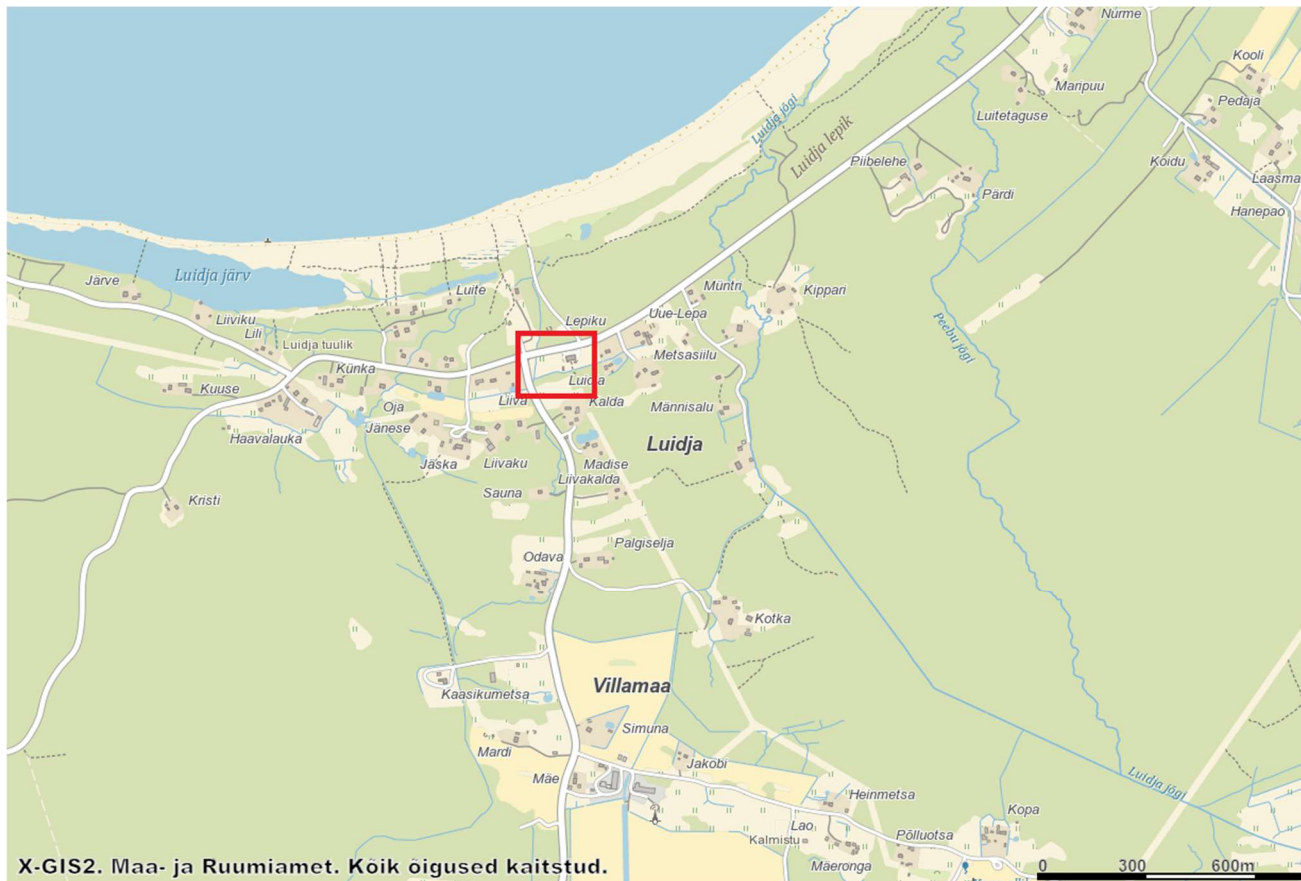 Nurme
Kooli
Maripuu
Pedaja
Luitetaguse
Luidja jõgi
Luidja lepik
Piibelehe
Koidu
Laasma
Pärdi
Hanepao
Luidja järv
Järve
Luite
Müntri
Kippari
Peebu jõgi
Liiviku
Lili
Lepiku
Uue-Lepa
Luidja tuulik
Metsasiilu
Künka
Luidja
Kuuse
Liiva
Kalda
Oja
Männisalu
Jänese
Haavalauka
Luidja
Jaska
Liivaku
Madise
Liivakalda
Sauna
Kristi
Palgiselja
Odava
Kotka
Villamaa
Kaasikumetsa
Simuna
Mardi
Jakobi
Mäe
Luidja jõgi
Heinmetsa
Kopa
Lao
Kalmistu
Põlluotsa
Mäeronga
X-GIS2. Maa- ja Ruumiamet. Kõik õigused kaitstud.
0 300 600m